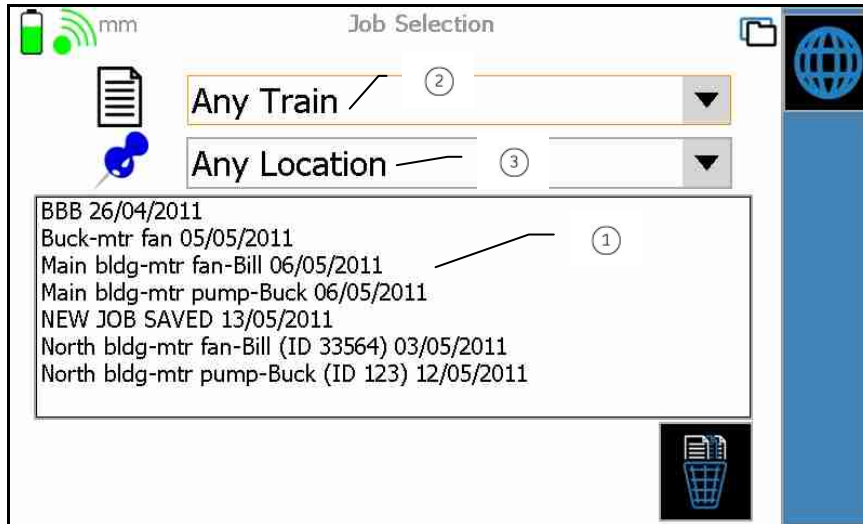 mm
Job Selection
Any Train
②
Any Location
③
BBB 26/04/2011
Buck-mtr fan 05/05/2011
①
Main bldg-mtr fan-Bill 06/05/2011
Main bldg-mtr pump-Buck 06/05/2011
NEW JOB SAVED 13/05/2011
North bldg-mtr fan-Bill (ID 33564) 03/05/2011
North bldg-mtr pump-Buck (ID 123) 12/05/2011